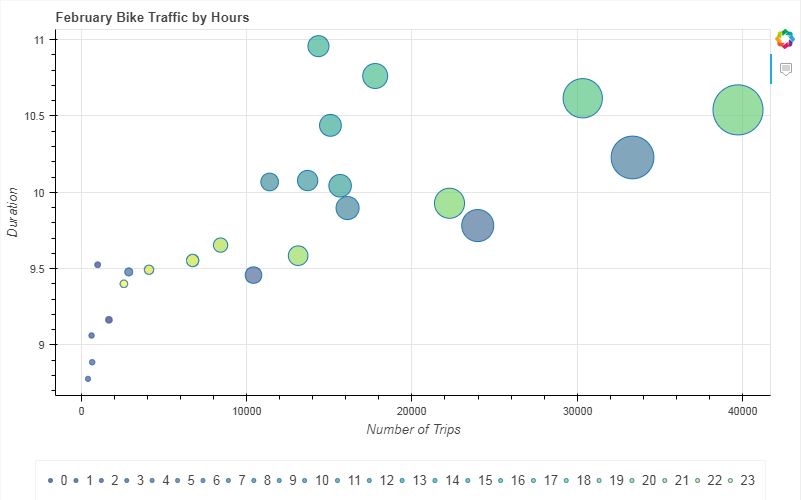 February Bike Traffic by Hours
11
10.5
10
9.5
9
Duration
0 10000 20000 30000 40000
Number of Trips
0 1 2 3 4 5 6 7 8 9 10 11 12 13 14 15 16 17 18 19 20 21 22 23